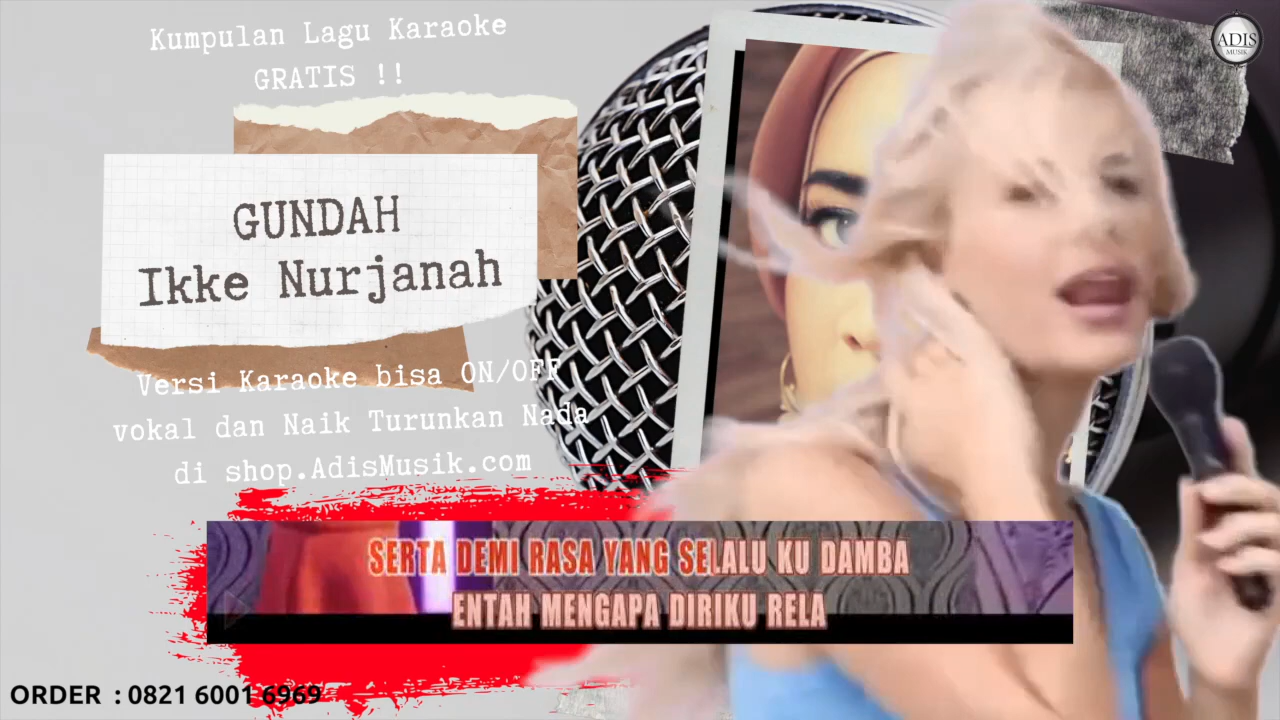 Kumpulan Lagu Karaoke
GRATIS !!
ADIS
MUSIK
GUNDAH
Ikke Nurjanah
Versi Karaoke bisa ON/OFF
vokal dan Naik Turunkan Nada
di shop.AdisMusik.com
SERTA DEMI RASA YANG SELALU KU DAMBA
ENTAH MENGAPA DIRIKU RELA
ORDER : 0821 6001 6969